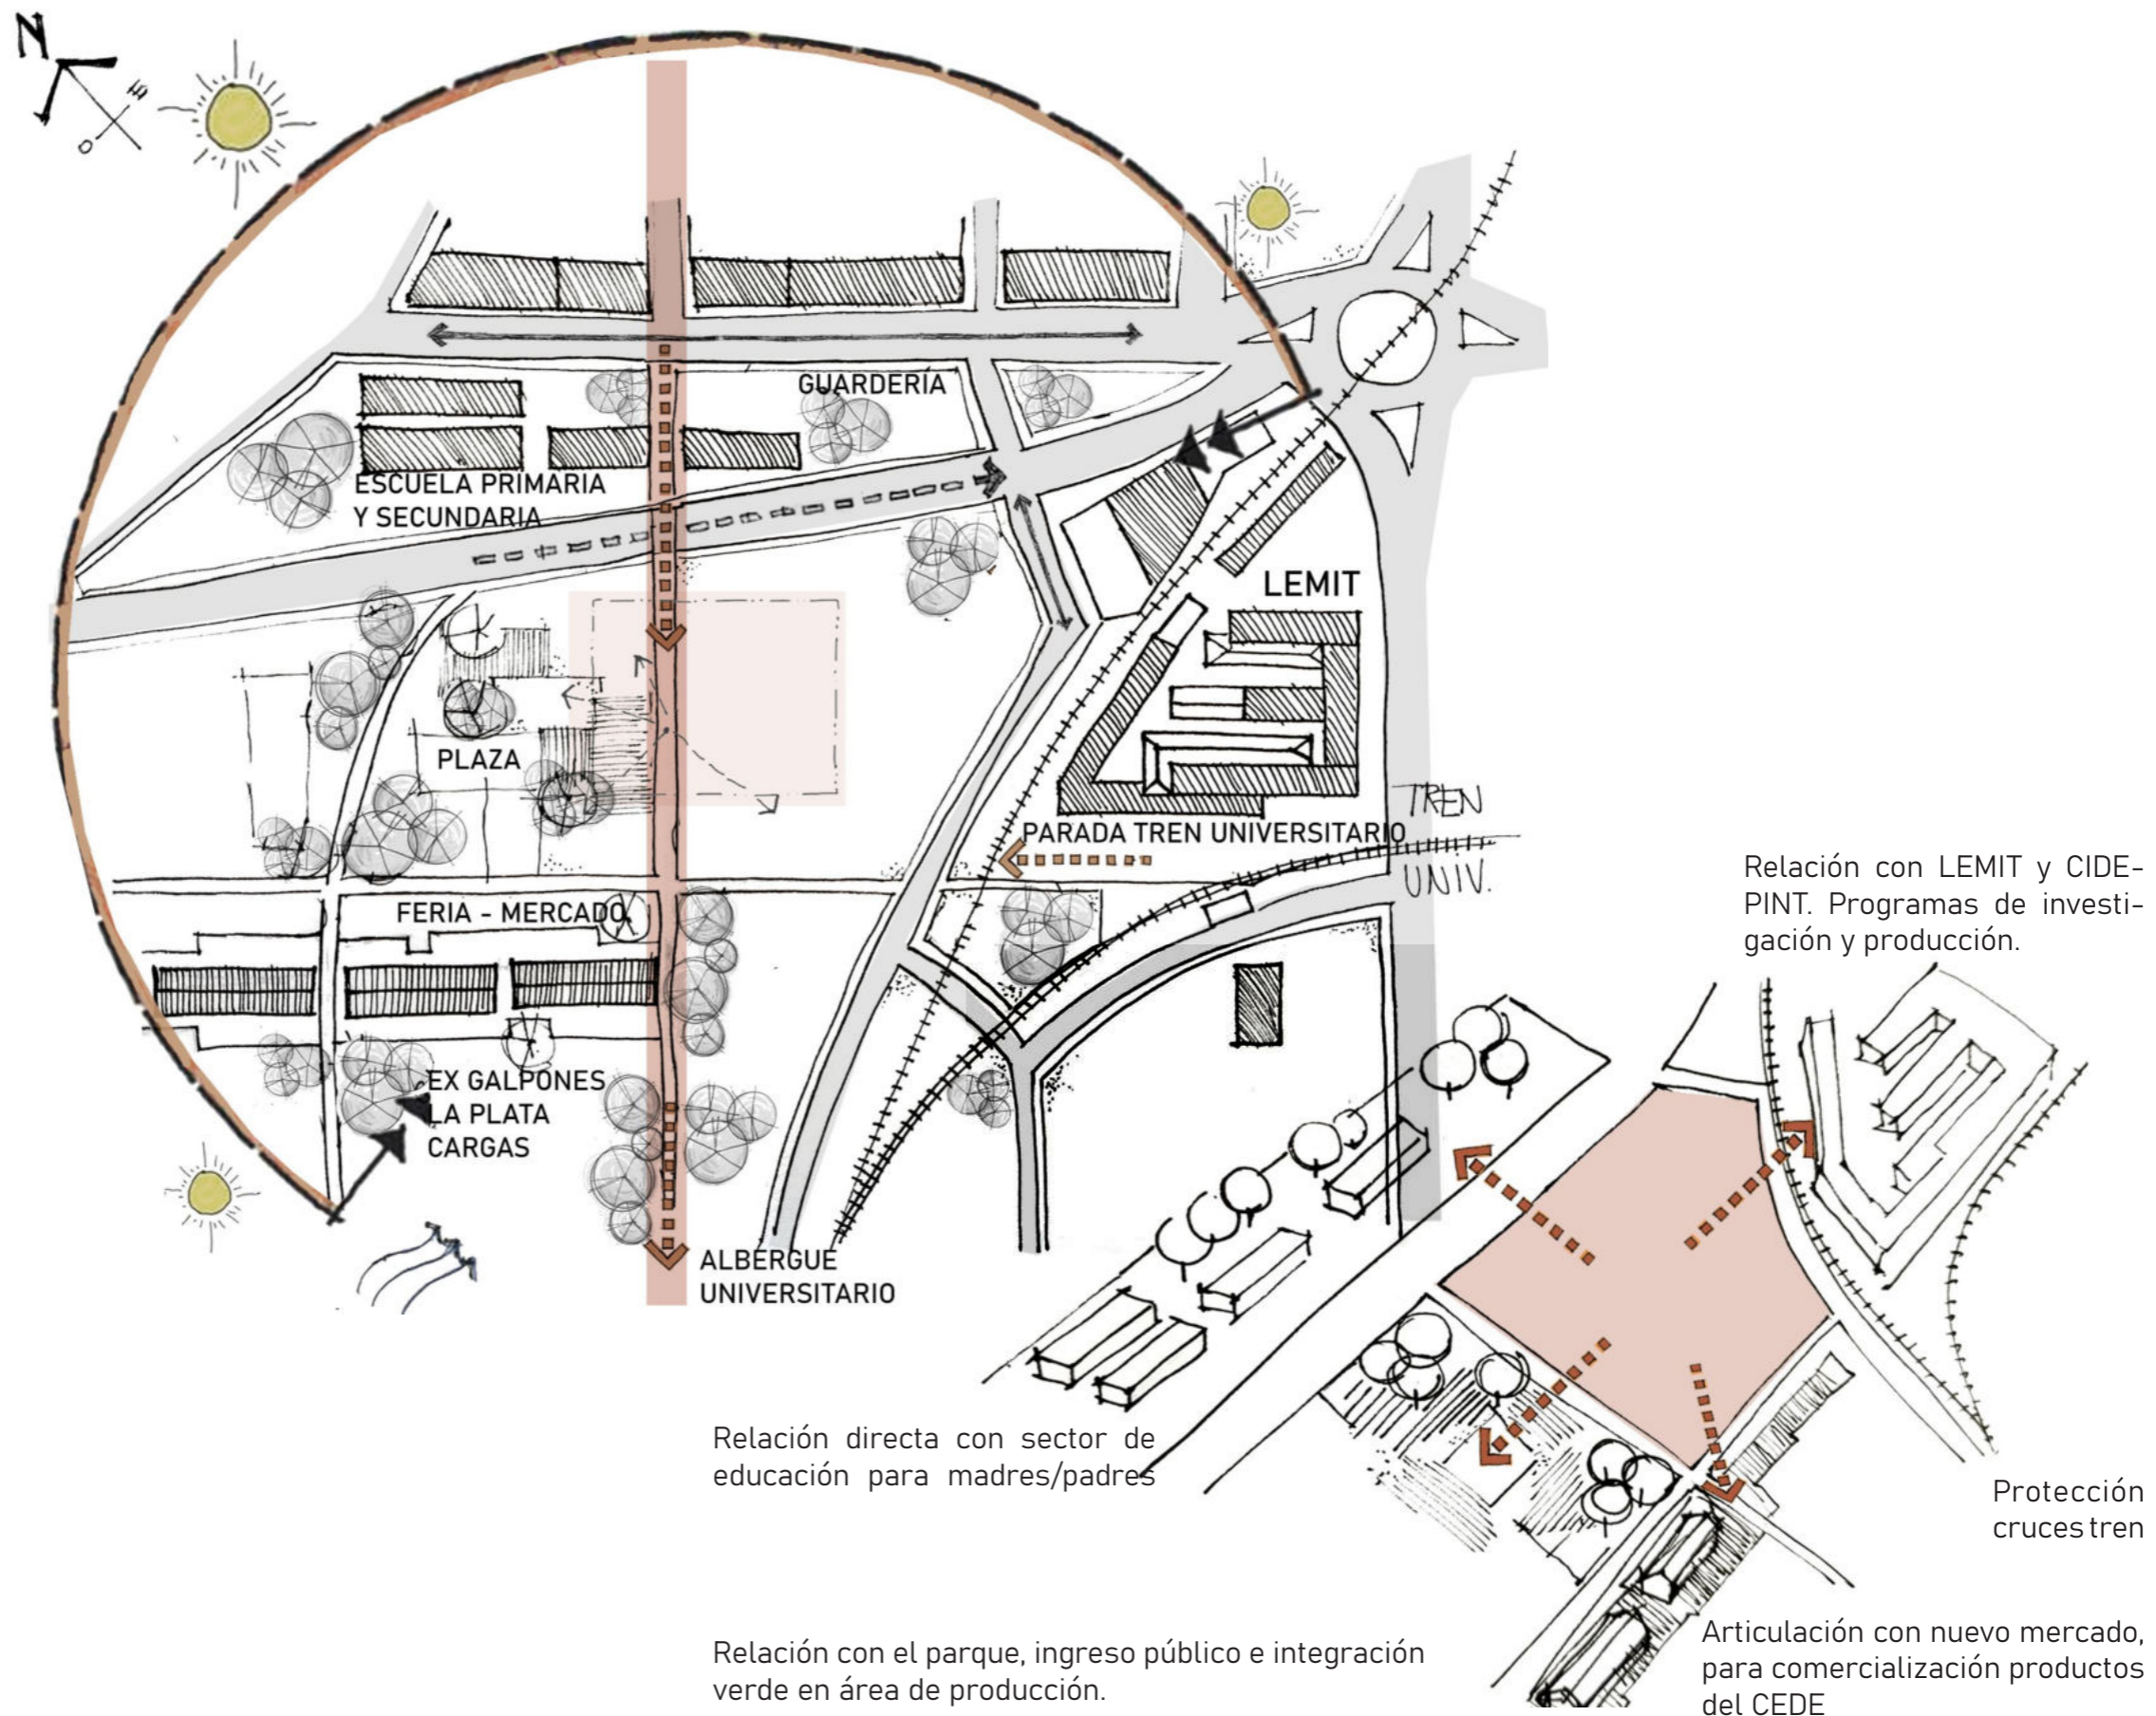 N
E
O
GUARDERÍA
ESCUELA PRIMARIA
Y SECUNDARIA
LEMIT
PLAZA
TREN
PARADA TREN UNIVERSITARIO
UNIV.
FERIA - MERCADO
EX GALPONES
LA PLATA
CARGAS
ALBERGUE
UNIVERSITARIO
Relación con LEMIT y CIDE-
PINT. Programas de investi-
gación y producción.
Relación directa con sector de
educación para madres/padres
Protección
cruces tren
Relación con el parque, ingreso público e integración
verde en área de producción.
Articulación con nuevo mercado,
para comercialización productos
del CEDE